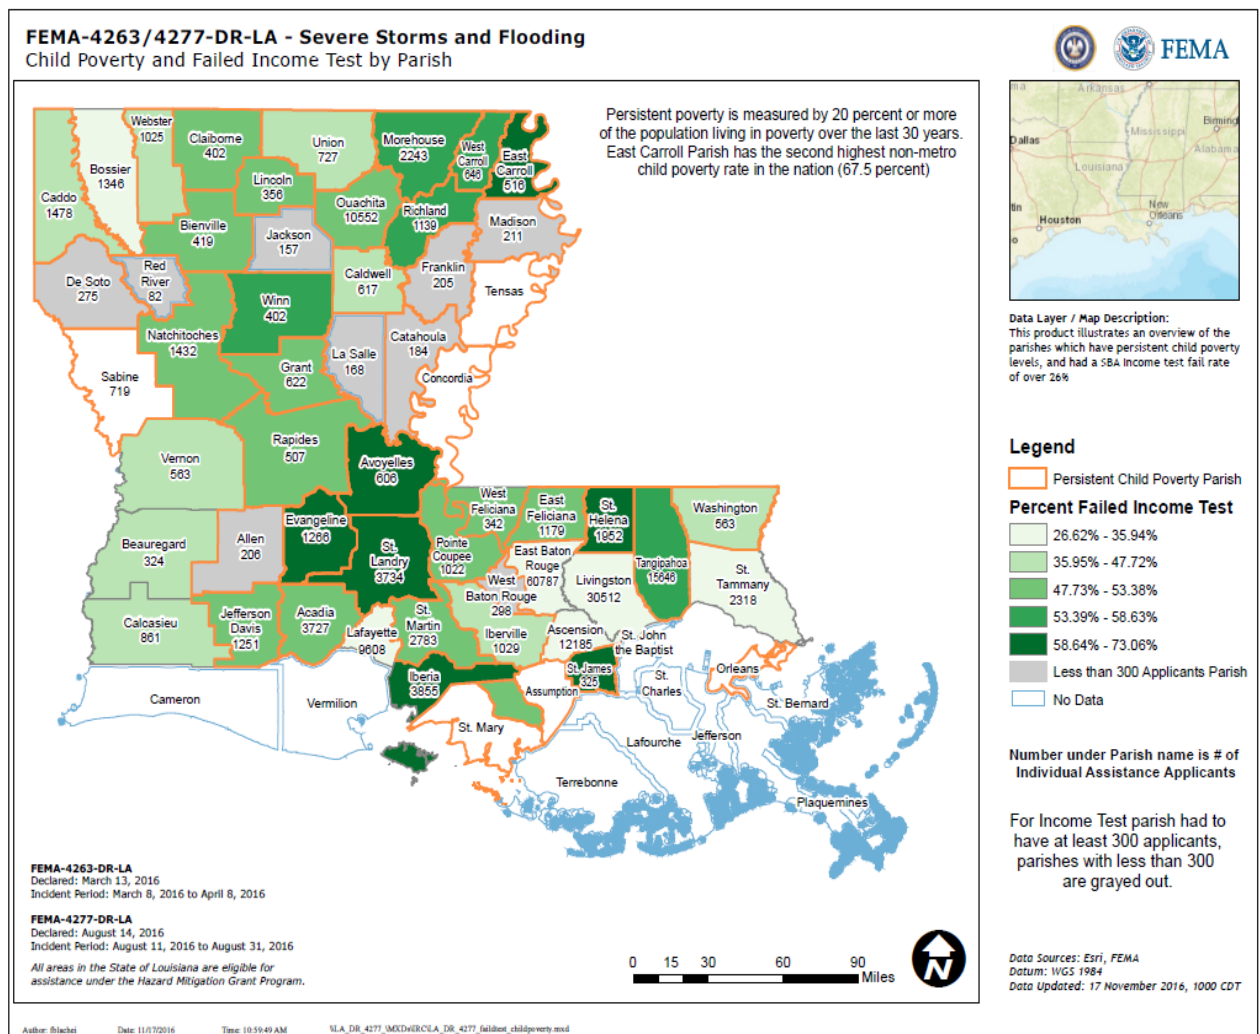 FEMA-4263/4277-DR-LA - Severe Storms and Flooding
Child Poverty and Failed Income Test by Parish
FEMA
Persistent poverty is measured by 20 percent or more
of the population living in poverty over the last 30 years.
East Carroll Parish has the second highest non-metro
child poverty rate in the nation (67.5 percent)
Caddo
1478
Bossier
1346
Webster
1025
Claiborne
402
Union
727
Morehouse
2243
West
Carroll
646
East
Carroll
516
Lincoln
356
Ouachita
10552
Richland
1139
Madison
211
Bienville
419
Jackson
157
De Soto
275
Red
River
82
Caldwell
617
Franklin
205
Tensas
Winn
402
Natchitoches
1432
La Salle
168
Catahoula
184
Sabine
719
Grant
622
Concordia
Vernon
563
Rapides
507
Avoyelles
606
Beauregard
324
Allen
206
Evangeline
1266
St.
Landry
3734
Pointe
Coupee
1022
West
Feliciana
342
East
Feliciana
1179
St.
Helena
1952
Tangipahoa
15646
Washington
563
East Baton
Rouge
60787
West
Baton Rouge
298
Livingston
30512
St.
Tammany
2318
Calcasieu
861
Jefferson
Davis
1251
Acadia
3727
Lafayette
9608
St.
Martin
2783
Iberville
1029
Ascension
12185
St. John
the Baptist
Cameron
Vermilion
Iberia
3855
Assumption
St. James
325
St.
Charles
Orleans
St. Bernard
St. Mary
Lafourche
Jefferson
Terrebonne
Plaquemines
FEMA-4263-DR-LA
Declared: March 13, 2016
Incident Period: March 8, 2016 to April 8, 2016
FEMA-4277-DR-LA
Declared: August 14, 2016
Incident Period: August 11, 2016 to August 31, 2016
All areas in the State of Louisiana are eligible for
assistance under the Hazard Mitigation Grant Program.
0 15 30 60 90
Miles
N
ma
Arkansas
Dallas
Mississippi
Birming
Alabama
Louisiana
tin
Houston
New
Orleans
o
Data Layer / Map Description:
This product illustrates an overview of the
parishes which have persistent child poverty
levels, and had a SBA Income test fail rate
of over 26%
Legend
Persistent Child Poverty Parish
Percent Failed Income Test
26.62% - 35.94%
35.95% - 47.72%
47.73% - 53.38%
53.39% - 58.63%
58.64% - 73.06%
Less than 300 Applicants Parish
No Data
Number under Parish name is # of
Individual Assistance Applicants
For Income Test parish had to
have at least 300 applicants,
parishes with less than 300
are grayed out.
Data Sources: Esri, FEMA
Datum: WGS 1984
Data Updated: 17 November 2016, 1000 CDT
Author: fblachei
Date: 11/17/2016
Time: 10:59:49 AM